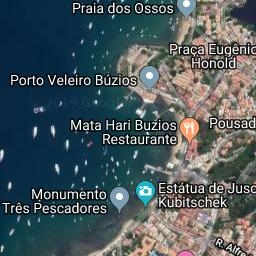 Praia dos Ossos
Praça Eugênio
Honold
Porto Veleiro Búzios
Mata Hari Buzios
Restaurante
Pousad
Monumento
Três Pescadores
Estátua de Jusc
Kubitschek
R. Alfre